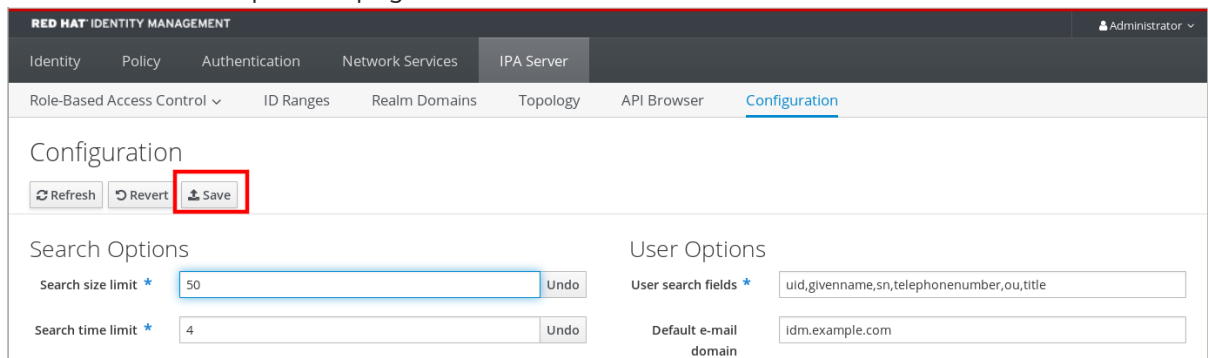 RED HAT® IDENTITY MANAGEMENT
Administrator
Identity Policy Authentication Network Services IPA Server
Role-Based Access Control ID Ranges Realm Domains Topology API Browser Configuration
Configuration
Refresh Revert Save
Search Options
Search size limit * 50 Undo
Search time limit * 4 Undo
User Options
User search fields * uid,givenname,sn,telephonenumber,ou,title
Default e-mail idm.example.com
domain